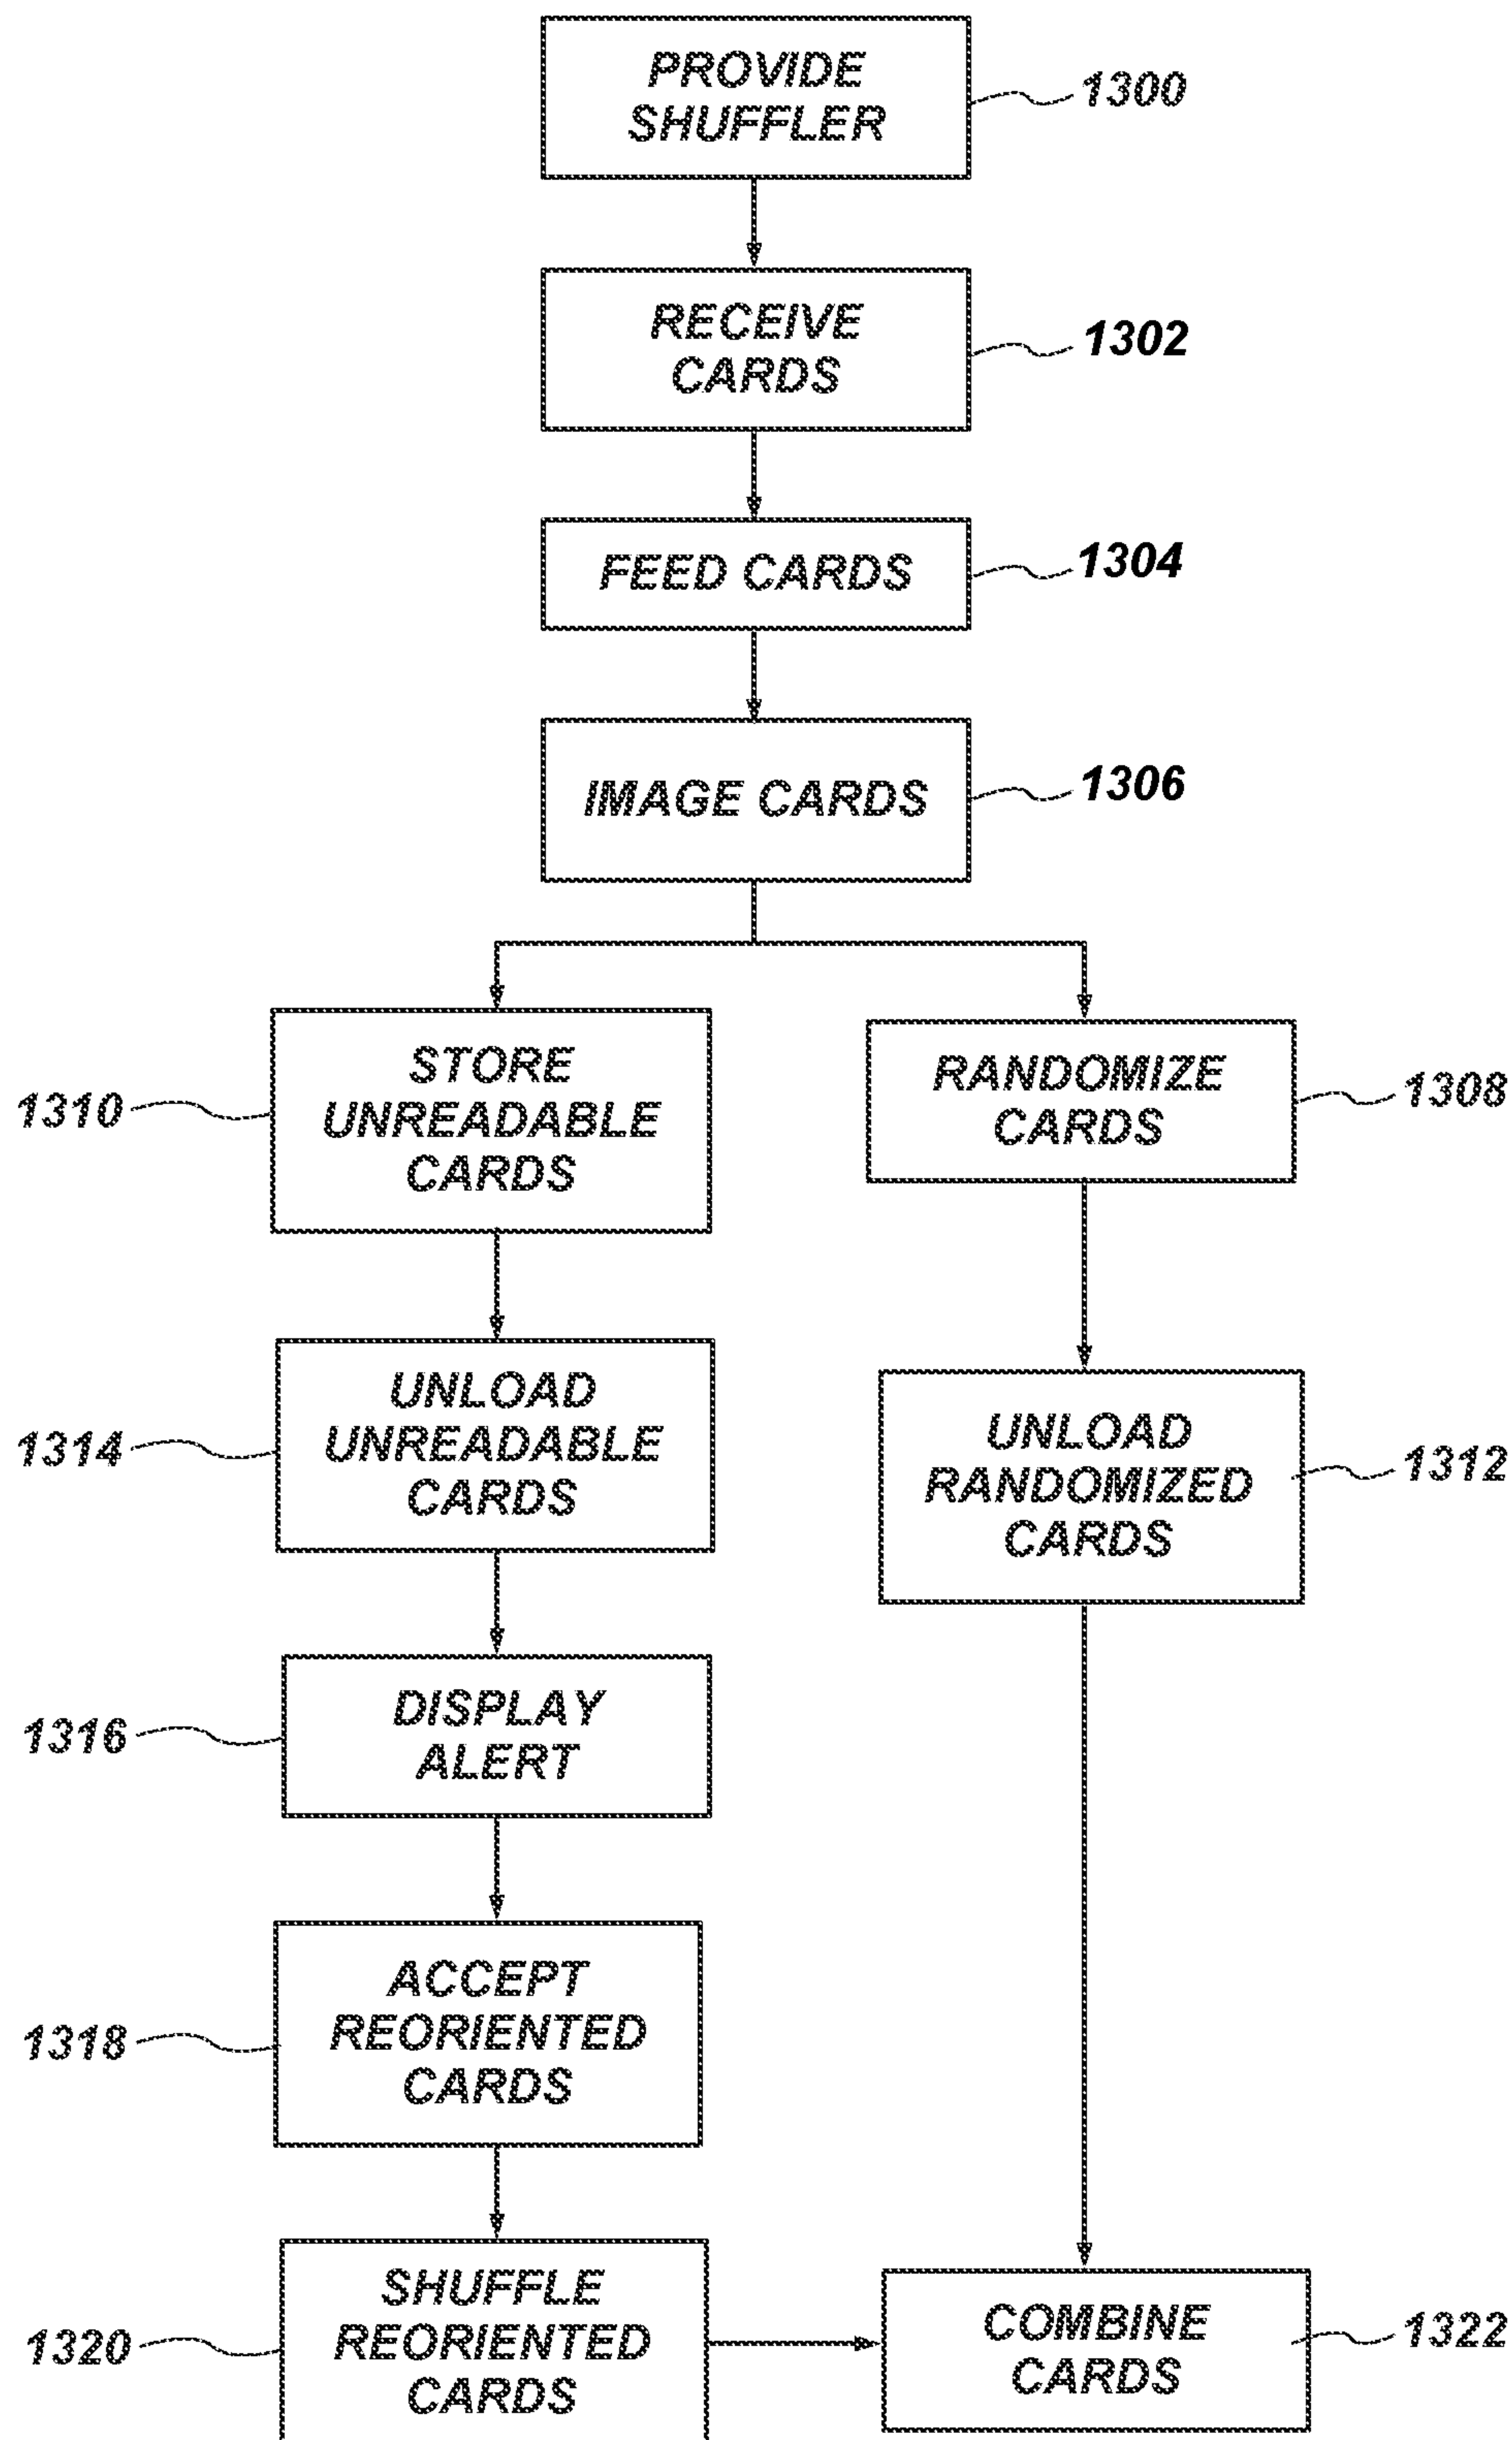 PROVIDE
SHUFFLER
1300
RECEIVE
CARDS
1302
FEED CARDS
1304
IMAGE CARDS
1306
STORE
UNREADABLE
CARDS
1310
RANDOMIZE
CARDS
1308
UNLOAD
UNREADABLE
CARDS
1314
UNLOAD
RANDOMIZED
CARDS
1312
DISPLAY
ALERT
1316
ACCEPT
REORIENTED
CARDS
1318
SHUFFLE
REORIENTED
CARDS
1320
COMBINE
CARDS
1322